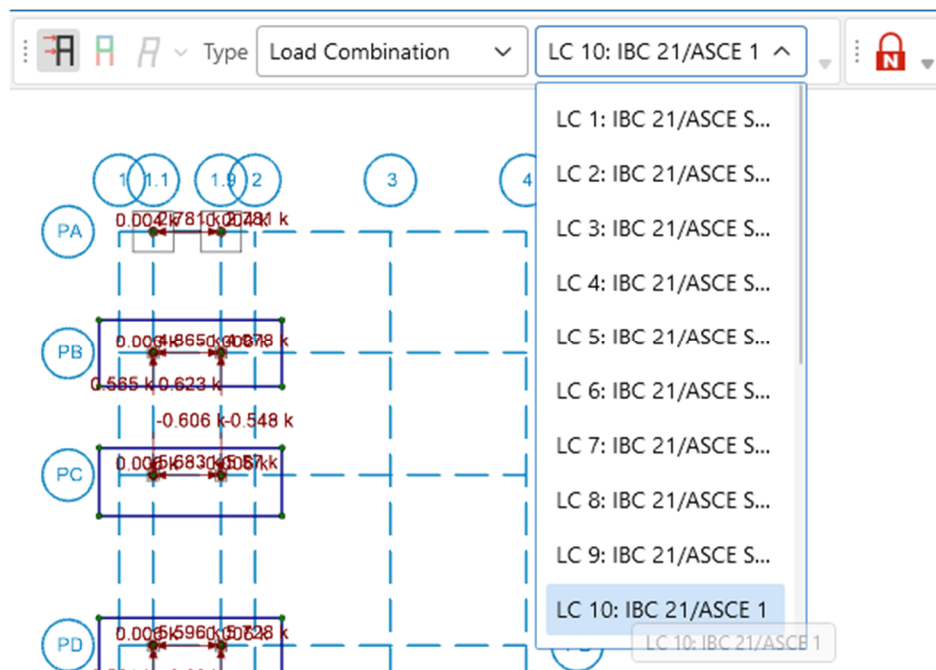 Type Load Combination LC 10: IBC 21/ASCE 1 N
LC 1: IBC 21/ASCE S...
LC 2: IBC 21/ASCE S...
LC 3: IBC 21/ASCE S...
LC 4: IBC 21/ASCE S...
LC 5: IBC 21/ASCE S...
LC 6: IBC 21/ASCE S...
LC 7: IBC 21/ASCE S...
LC 8: IBC 21/ASCE S...
LC 9: IBC 21/ASCE S...
LC 10: IBC 21/ASCE 1
LC 10: IBC 21/ASCE 1
1 1.1 1.9 2 3 4
PA
PB
0.565 k 0.623 k
-0.606 k -0.548 k
PC
PD